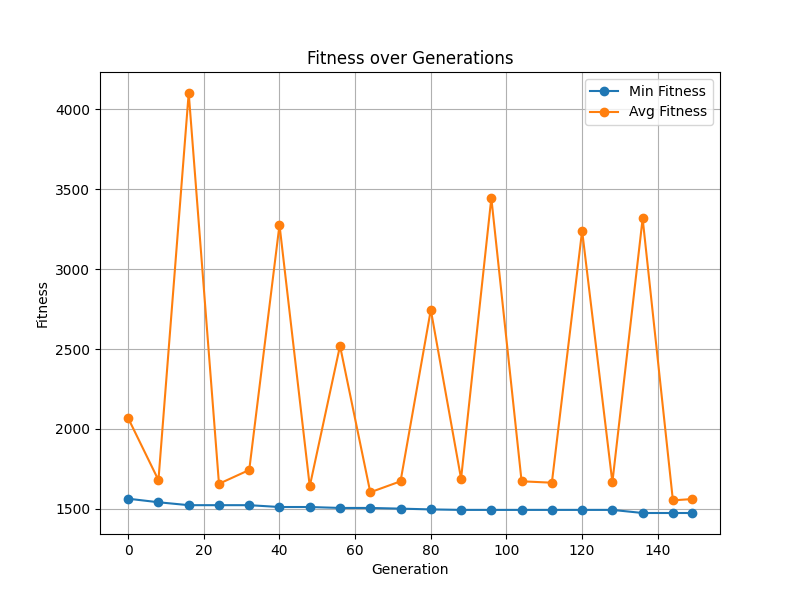 Fitness over Generations
Min Fitness
Avg Fitness
4000
3500
3000
2500
2000
1500
Fitness
0 20 40 60 80 100 120 140
Generation